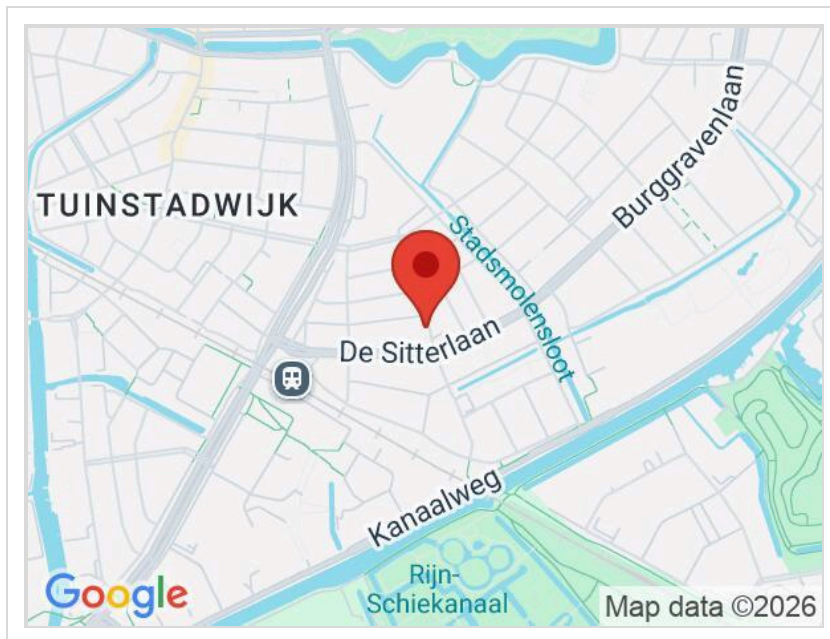 Burggravenlaan
TUINSTADWIJK
Stadsmolensloot
De Sitterlaan
Kanaalweg
Rijn-
Schiekanaal
Google
Map data ©2026